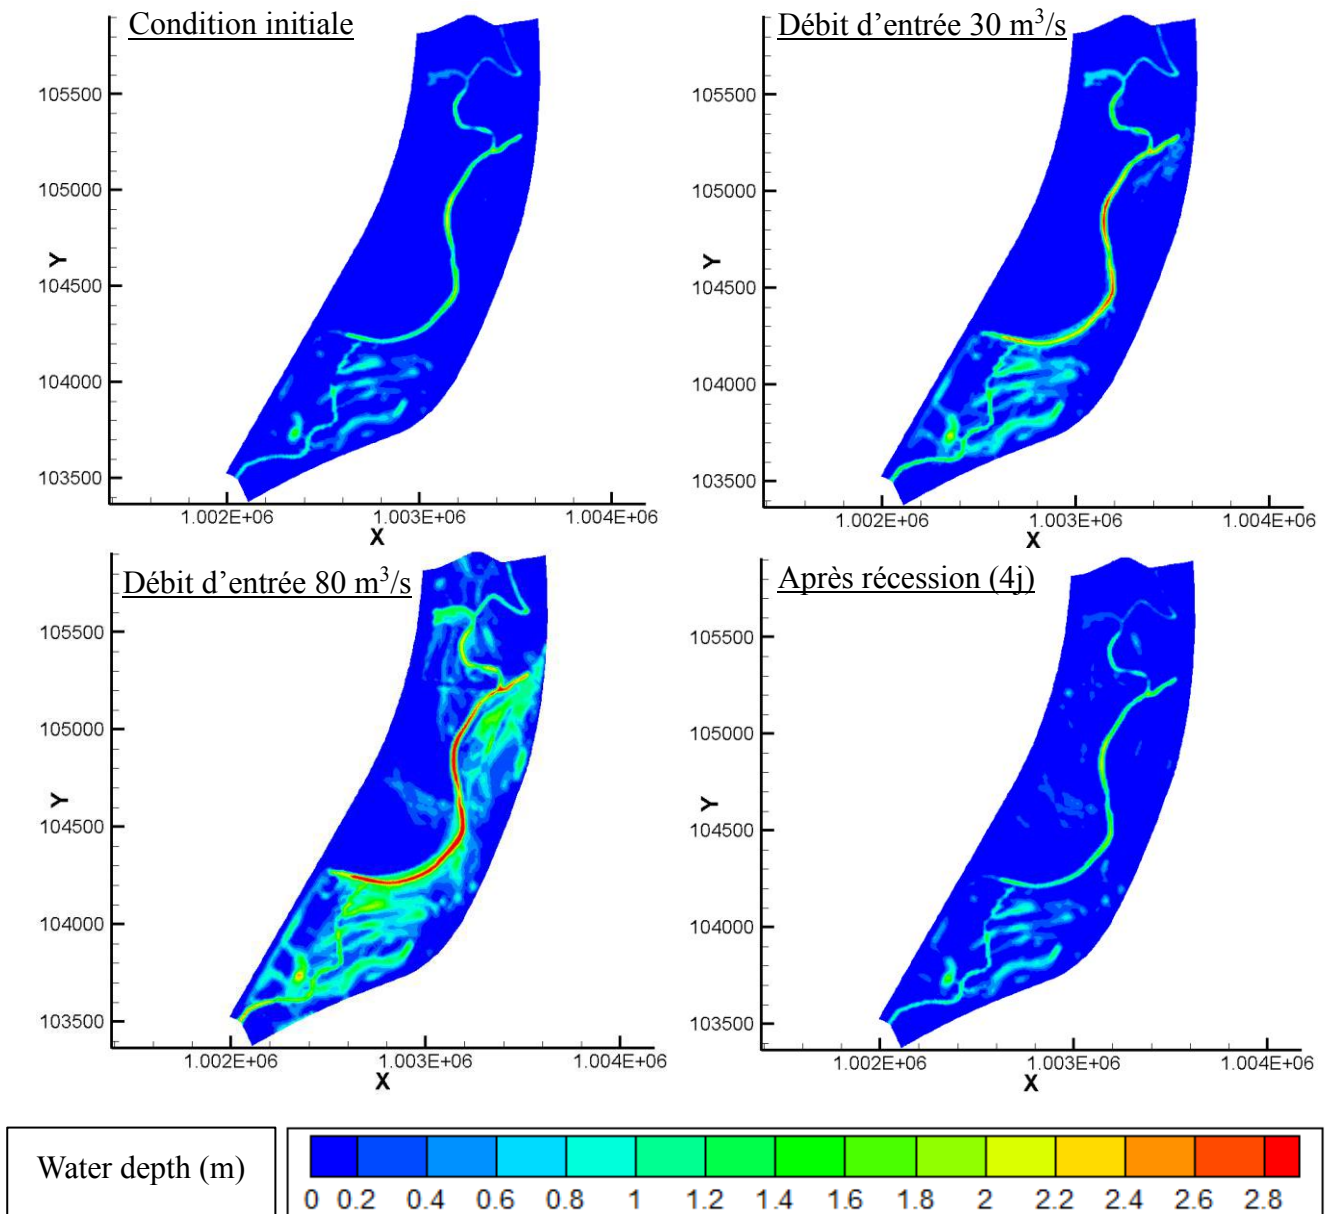 Condition initiale
105500
105000
104500
104000
103500
Y
1.002E+06 1.003E+06 1.004E+06
X
Débit d’entrée 30 m³/s
105500
105000
104500
104000
103500
Y
1.002E+06 1.003E+06 1.004E+06
X
Débit d’entrée 80 m³/s
105500
105000
104500
104000
103500
Y
1.002E+06 1.003E+06 1.004E+06
X
Après récession (4j)
105500
105000
104500
104000
103500
Y
1.002E+06 1.003E+06 1.004E+06
X
Water depth (m)
0 0.2 0.4 0.6 0.8 1 1.2 1.4 1.6 1.8 2 2.2 2.4 2.6 2.8